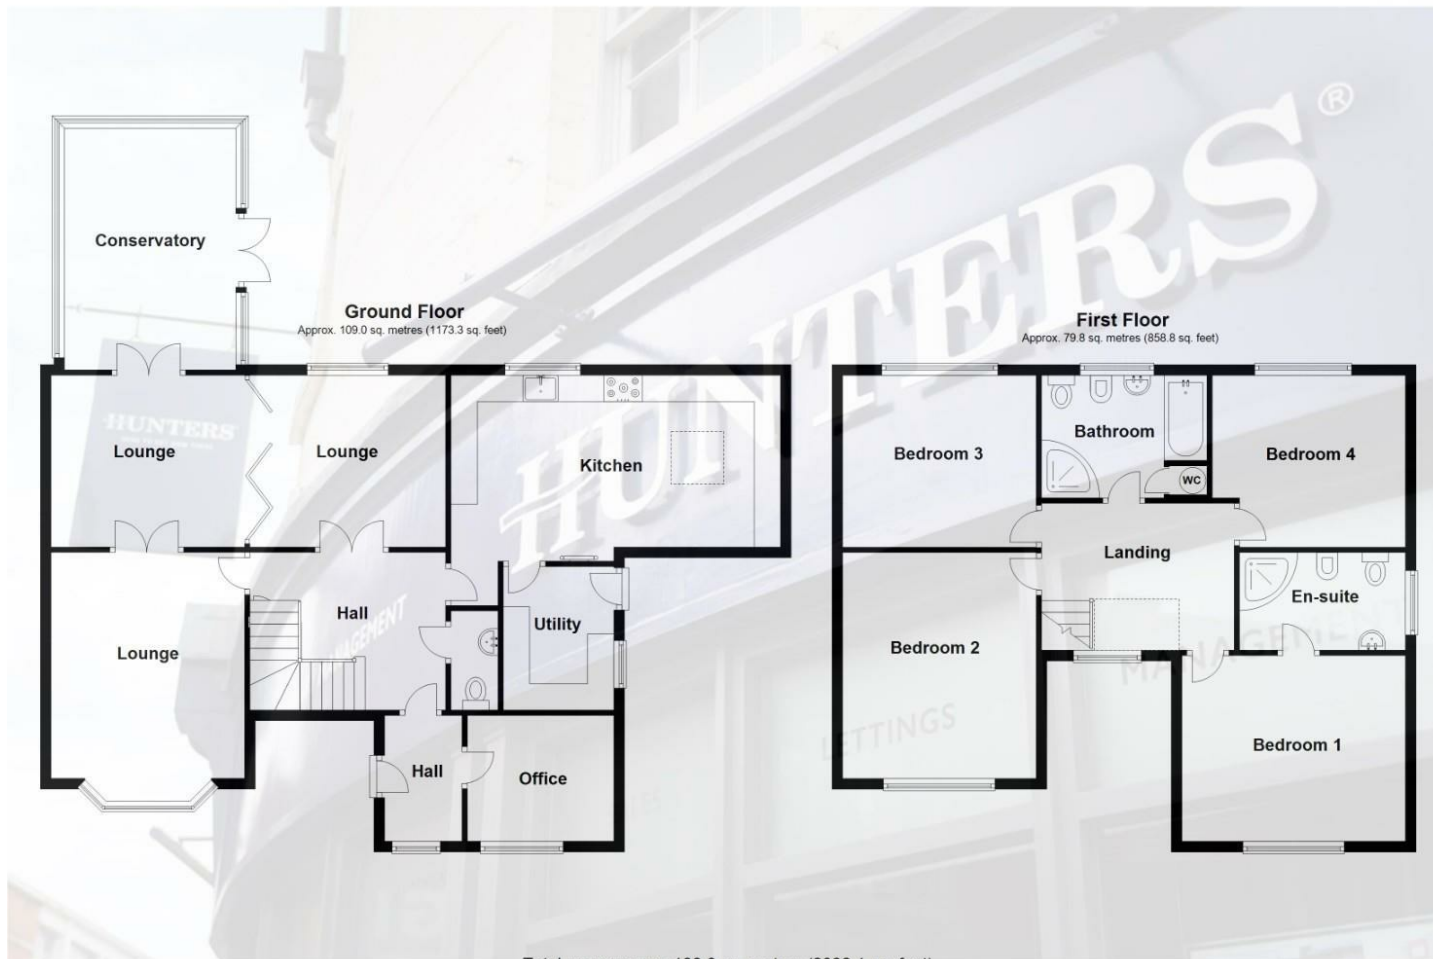 HUNTERS®
Conservatory
Ground Floor
Approx. 109.0 sq. metres (1173.3 sq. feet)
First Floor
Approx. 79.8 sq. metres (858.8 sq. feet)
HUNTERS
Lounge
Lounge
Kitchen
Bedroom 3
Bathroom
WC
Bedroom 4
Landing
Hall
MANAGEMENT
Utility
En-suite
Lounge
Bedroom 2
MANAGEMENT
LETTINGS
Hall
Office
Bedroom 1